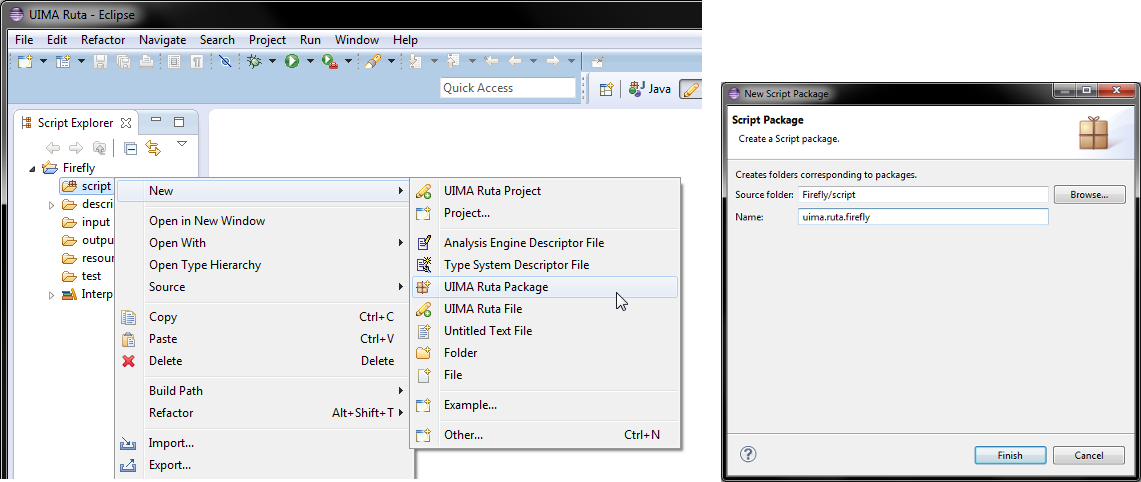 UIMA Ruta - Eclipse
File Edit Refactor Navigate Search Project Run Window Help
Quick Access
Java
Script Explorer
Firefly
script
descri
input
outpu
resour
test
Interp
New
Open in New Window
Open With
Open Type Hierarchy
Source
Copy Ctrl+C
Paste Ctrl+V
Delete Delete
Build Path
Refactor Alt+Shift+T
Import...
Export...
UIMA Ruta Project
Project...
Analysis Engine Descriptor File
Type System Descriptor File
UIMA Ruta Package
UIMA Ruta File
Untitled Text File
Folder
File
Example...
Other... Ctrl+N
New Script Package
Script Package
Create a Script package.
Creates folders corresponding to packages.
Source folder: Firefly/script Browse...
Name: uima.ruta.firefly
? Finish Cancel